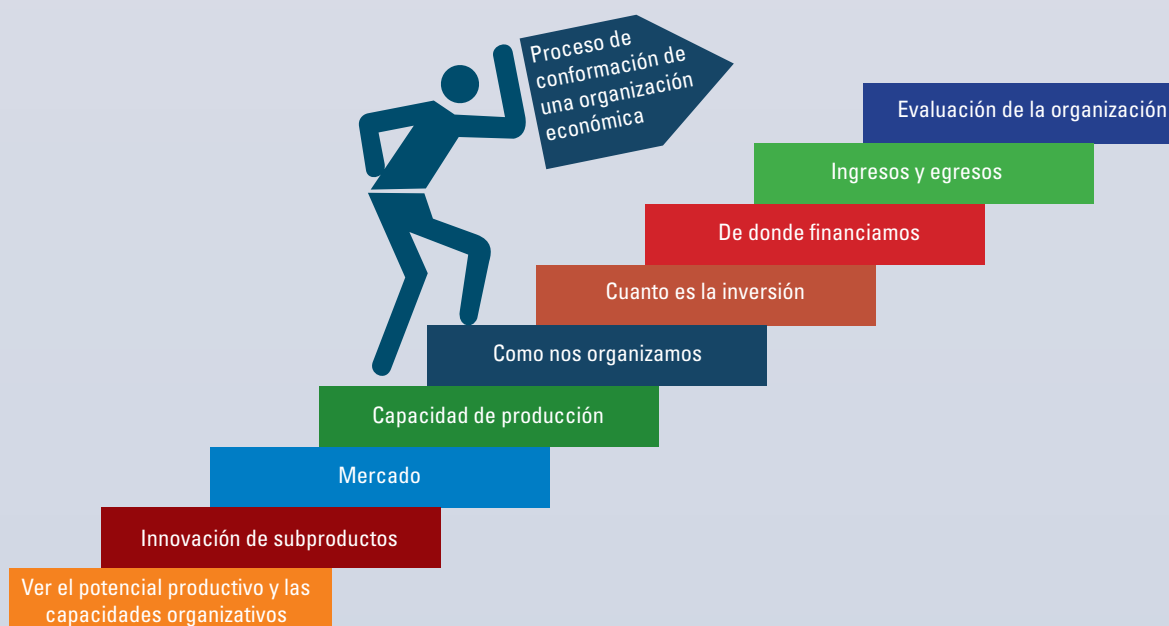 Proceso de
conformación de
una organización
económica
Evaluación de la organización
Ingresos y egresos
De donde financiamos
Cuanto es la inversión
Como nos organizamos
Capacidad de producción
Mercado
Innovación de subproductos
Ver el potencial productivo y las
capacidades organizativos